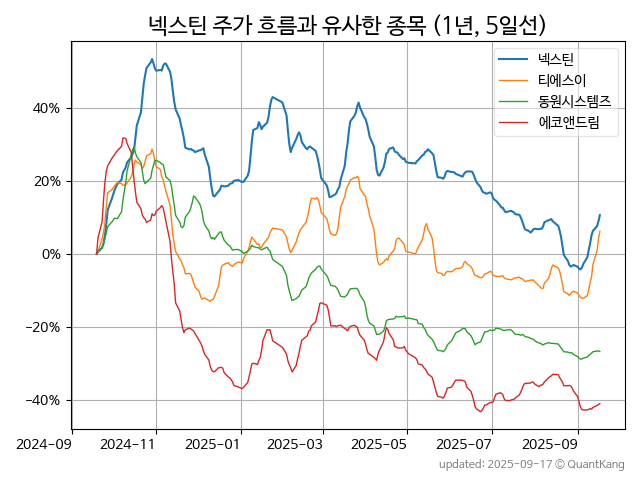 넥스틴 주가 흐름과 유사한 종목 (1년, 5일선)
넥스틴
티에스이
동원시스템즈
에코앤드림
40%
20%
0%
−20%
−40%
2024−09
2024−11
2025−01
2025−03
2025−05
2025−07
2025−09
updated: 2025−09−17 © QuantKang